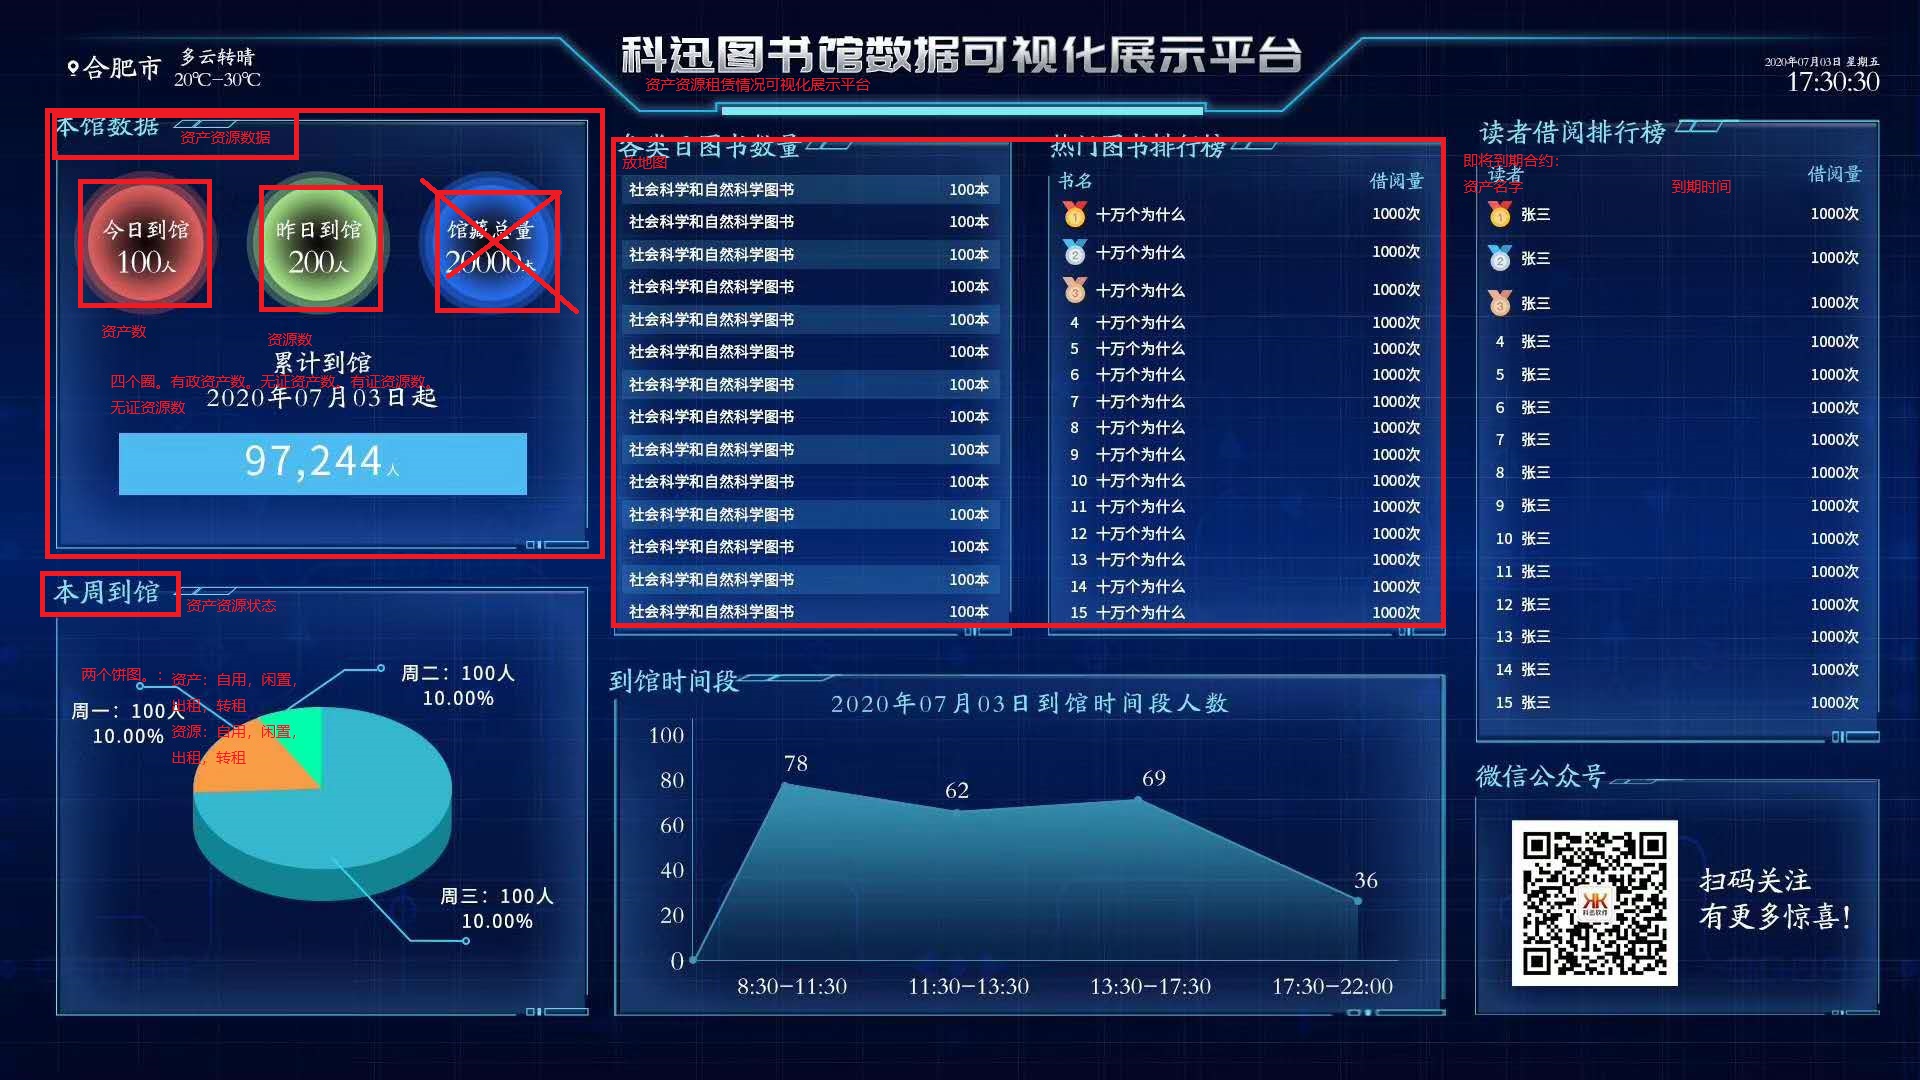 科迅图书馆数据可视化展示平台
资产资源租赁情况可视化展示平台
合肥市
多云转晴
20℃-30℃
2020年07月03日 星期五
17:30:30
本馆数据
资产资源数据
今日到馆
100人
昨日到馆
200人
馆藏总量
20000本
资产数
资源数
累计到馆
四个圈。有政资产数。无证资产数。有证资源数。
无证资源数
2020年07月03日起
97,244人
本周到馆
资产资源状态
两个饼图。:
资产：自用，闲置，
出租，转租
资源：自用，闲置，
出租，转租
周一：100人
10.00%
周二：100人
10.00%
周三：100人
10.00%
各类目图书数量
放地图
社会科学和自然科学图书 100本
社会科学和自然科学图书 100本
社会科学和自然科学图书 100本
社会科学和自然科学图书 100本
社会科学和自然科学图书 100本
社会科学和自然科学图书 100本
社会科学和自然科学图书 100本
社会科学和自然科学图书 100本
社会科学和自然科学图书 100本
社会科学和自然科学图书 100本
社会科学和自然科学图书 100本
社会科学和自然科学图书 100本
社会科学和自然科学图书 100本
社会科学和自然科学图书 100本
热门图书排行榜
书名 借阅量
1 十万个为什么 1000次
2 十万个为什么 1000次
3 十万个为什么 1000次
4 十万个为什么 1000次
5 十万个为什么 1000次
6 十万个为什么 1000次
7 十万个为什么 1000次
8 十万个为什么 1000次
9 十万个为什么 1000次
10 十万个为什么 1000次
11 十万个为什么 1000次
12 十万个为什么 1000次
13 十万个为什么 1000次
14 十万个为什么 1000次
15 十万个为什么 1000次
到馆时间段
2020年07月03日到馆时间段人数
100
80
60
40
20
0
78
62
69
36
8:30-11:30
11:30-13:30
13:30-17:30
17:30-22:00
读者借阅排行榜
即将到期合约：
读者 借阅量
资产名字 到期时间
1 张三 1000次
2 张三 1000次
3 张三 1000次
4 张三 1000次
5 张三 1000次
6 张三 1000次
7 张三 1000次
8 张三 1000次
9 张三 1000次
10 张三 1000次
11 张三 1000次
12 张三 1000次
13 张三 1000次
14 张三 1000次
15 张三 1000次
微信公众号
科迅软件
扫码关注
有更多惊喜！